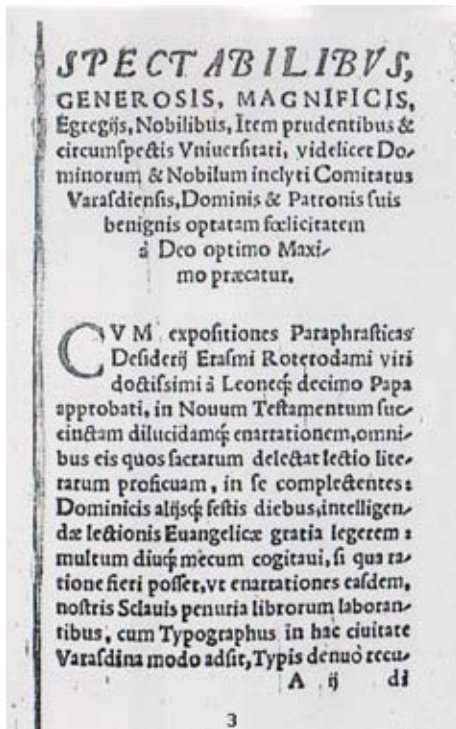 SPECTABILIBVS,
GENEROSIS, MAGNIFICIS,
Egregijs, Nobilibus, Item prudentibus &
circumſpectis Vniuerſitati, videlicet Do⸗
minorum & Nobilum inclyti Comitatus
Varaſdienſis, Dominis & Patronis ſuis
benignis optatam fœlicitatem
à Deo optimo Maxi⸗
mo præcatur.
CVM expoſitiones Paraphraſticas
Deſiderij Eraſmi Roterodami viri
doctiſſimi à Leoneq́; decimo Papa
approbati, in Nouum Teſtamentum ſuc⸗
cinctam dilucidamq́; enarrationem, omni⸗
bus eis quos ſacrarum delectat lectio lite⸗
rarum proficuam, in ſe complectentes:
Dominicis alijsq́; feſtis diebus, intelligen⸗
dæ lectionis Euangelicæ gratia legerem:
multum diuq́; mecum cogitaui, ſi qua ra⸗
tione fieri poſſet, vt enarrationes eaſdem,
noſtris Sclauis penuria librorum laboran⸗
tibus, cum Typographus in hac ciuitate
Varaſdina modo adſit, Typis denuò recu⸗
A ij di
3